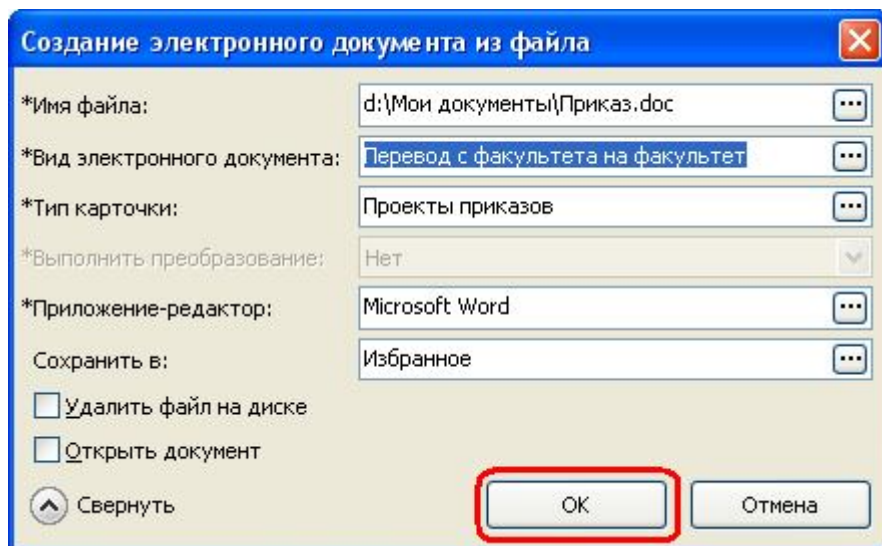 Создание электронного документа из файла
*Имя файла: d:\Мои документы\Приказ.doc
*Вид электронного документа: Перевод с факультета на факультет
*Тип карточки: Проекты приказов
*Выполнить преобразование: Нет
*Приложение-редактор: Microsoft Word
Сохранить в: Избранное
Удалить файл на диске
Открыть документ
Свернуть OK Отмена